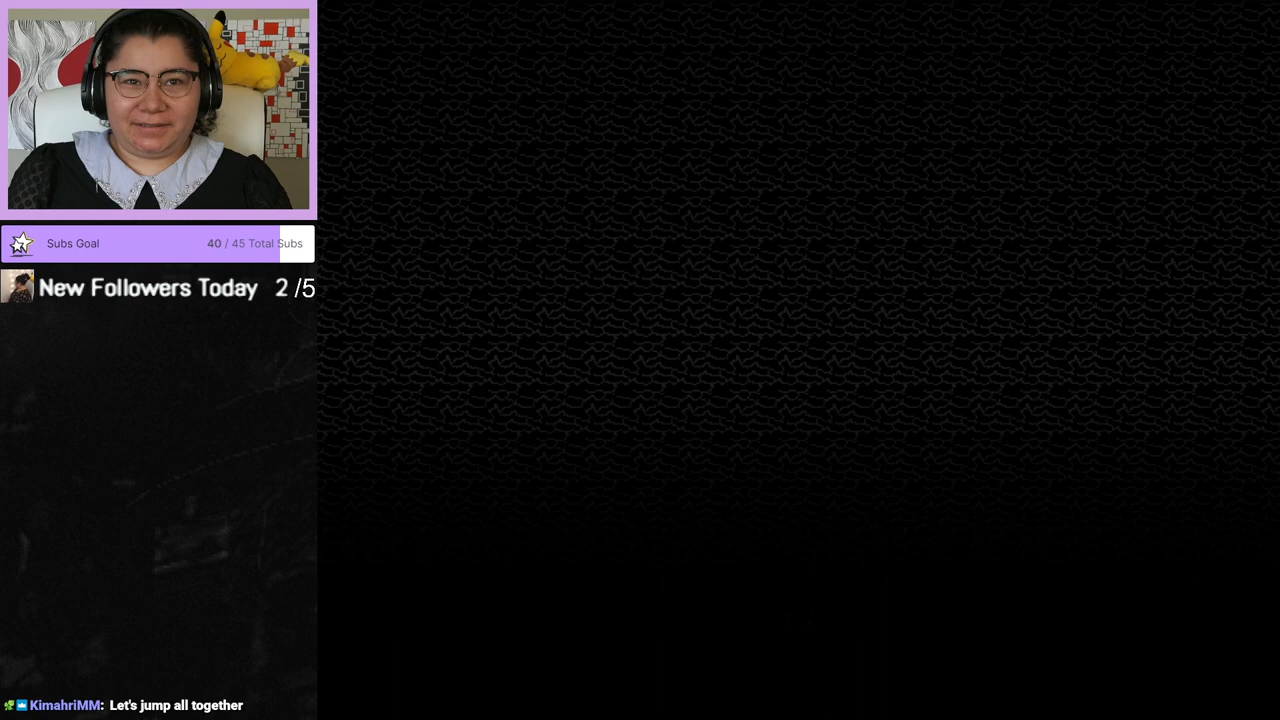 Subs Goal 40 / 45 Total Subs
New Followers Today 2 /5
KimahriMM: Let's jump all together